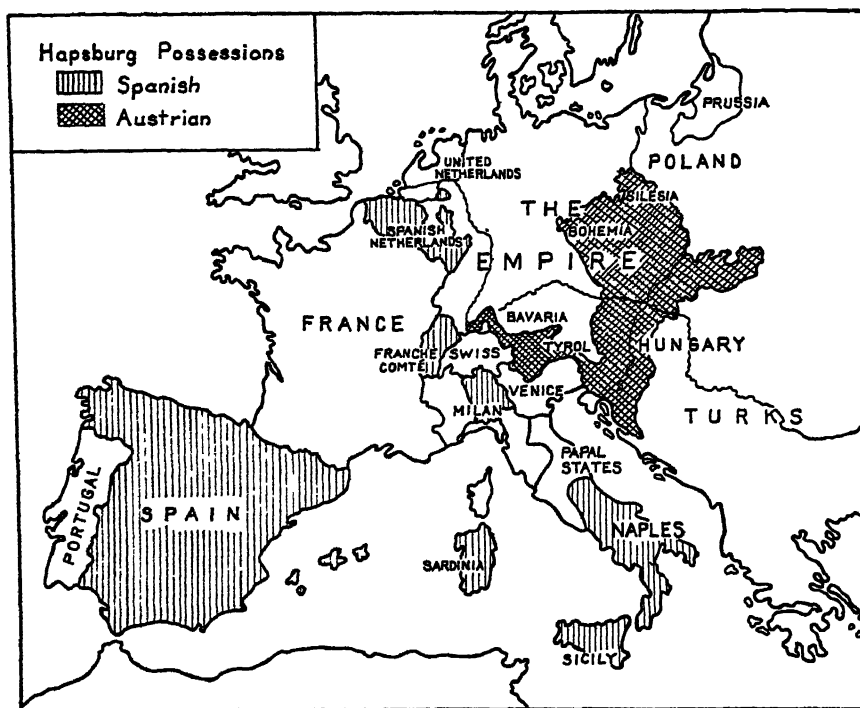 Hapsburg Possessions
Spanish
Austrian
PRUSSIA
POLAND
UNITED
NETHERLANDS
THE
SILESIA
BOHEMIA
SPANISH
NETHERLANDS
EMPIRE
BAVARIA
FRANCE
TYROL
HUNGARY
FRANCHE
COMTÉ
SWISS
VENICE
MILAN
TURKS
PAPAL
STATES
PORTUGAL
SPAIN
NAPLES
SARDINIA
SICILY